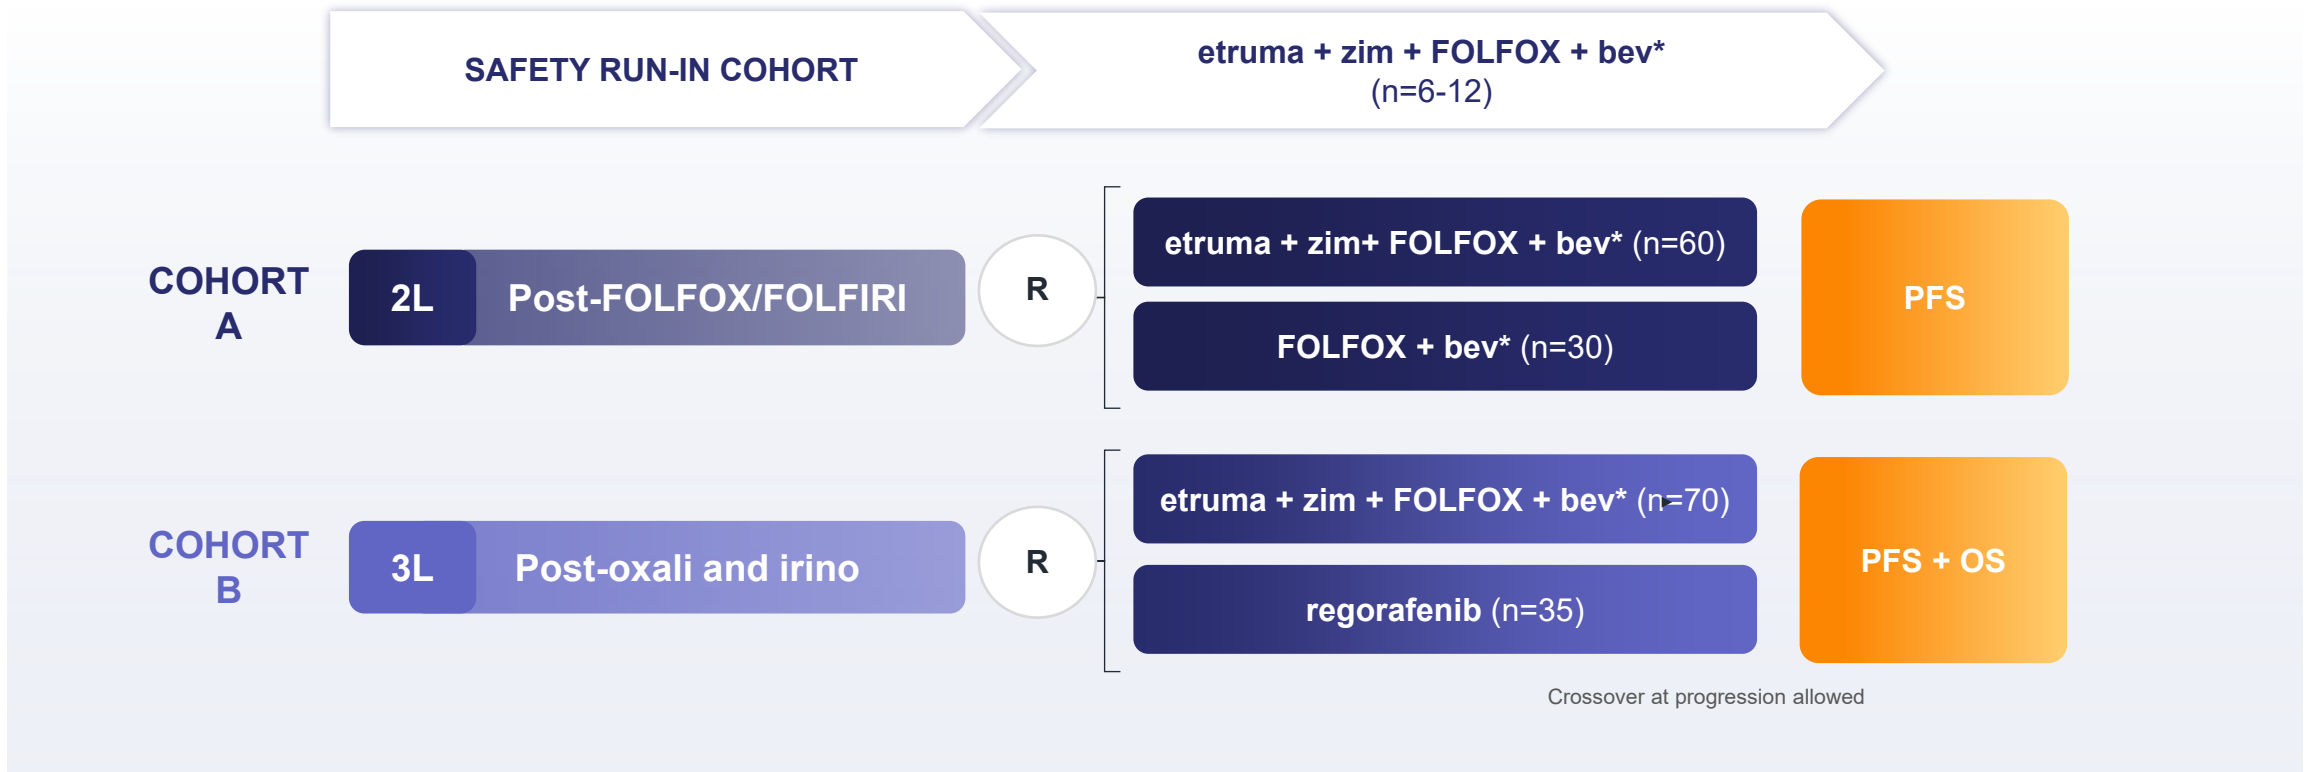 SAFETY RUN-IN COHORT
etruma + zim + FOLFOX + bev*
(n=6-12)
COHORT
A
2L
Post-FOLFOX/FOLFIRI
R
etruma + zim+ FOLFOX + bev* (n=60)
FOLFOX + bev* (n=30)
PFS
COHORT
B
3L
Post-oxali and irino
R
etruma + zim + FOLFOX + bev* (n=70)
regorafenib (n=35)
PFS + OS
Crossover at progression allowed